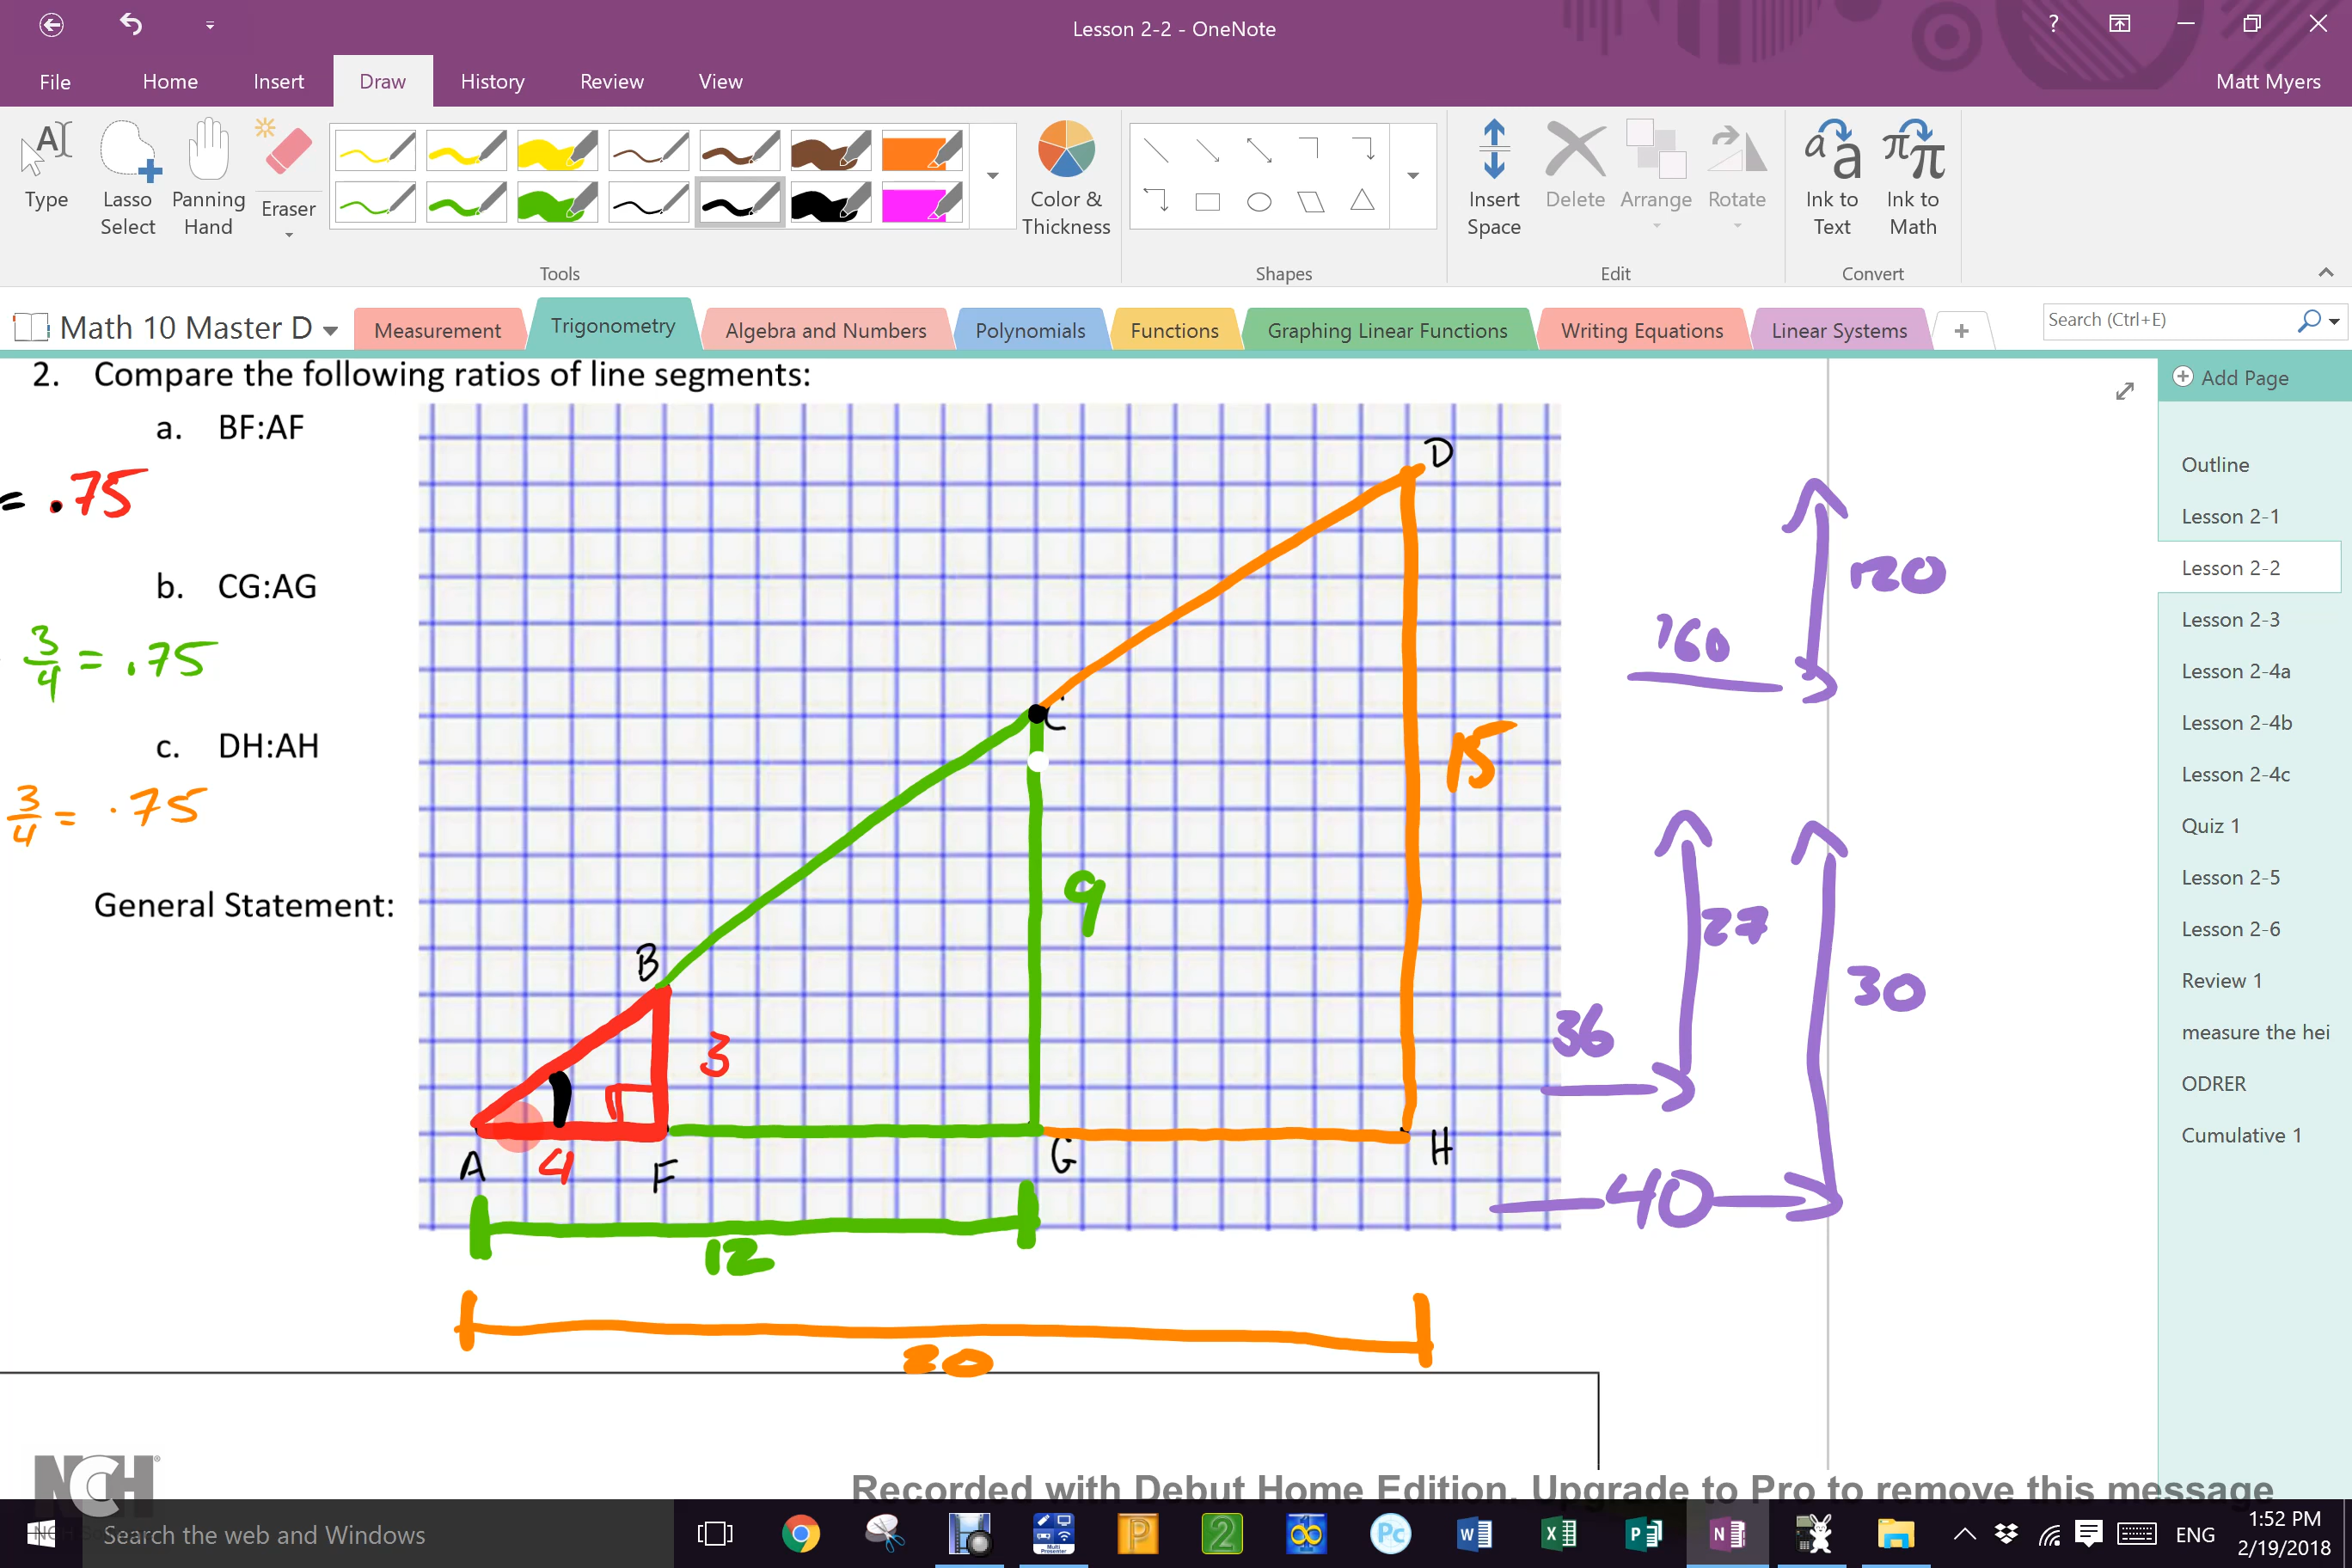 Lesson 2-2 - OneNote
File Home Insert Draw History Review View Matt Myers
Type
Lasso Select
Panning Hand
Eraser
Color & Thickness
Insert Space
Delete
Arrange
Rotate
Ink to Text
Ink to Math
Tools Shapes Edit Convert
Math 10 Master D Measurement Trigonometry Algebra and Numbers Polynomials Functions Graphing Linear Functions Writing Equations Linear Systems +
Search (Ctrl+E)
2. Compare the following ratios of line segments:
a. BF:AF
= .75
b. CG:AG
3/4 = .75
c. DH:AH
3/4 = .75
General Statement:
D
C
B
A
F
G
H
3
4
9
12
15
20
160
120
36
27
40
30
Add Page
Outline
Lesson 2-1
Lesson 2-2
Lesson 2-3
Lesson 2-4a
Lesson 2-4b
Lesson 2-4c
Quiz 1
Lesson 2-5
Lesson 2-6
Review 1
measure the hei
ODRER
Cumulative 1
NCH
Recorded with Debut Home Edition. Upgrade to Pro to remove this message
Search the web and Windows
ENG
1:52 PM
2/19/2018